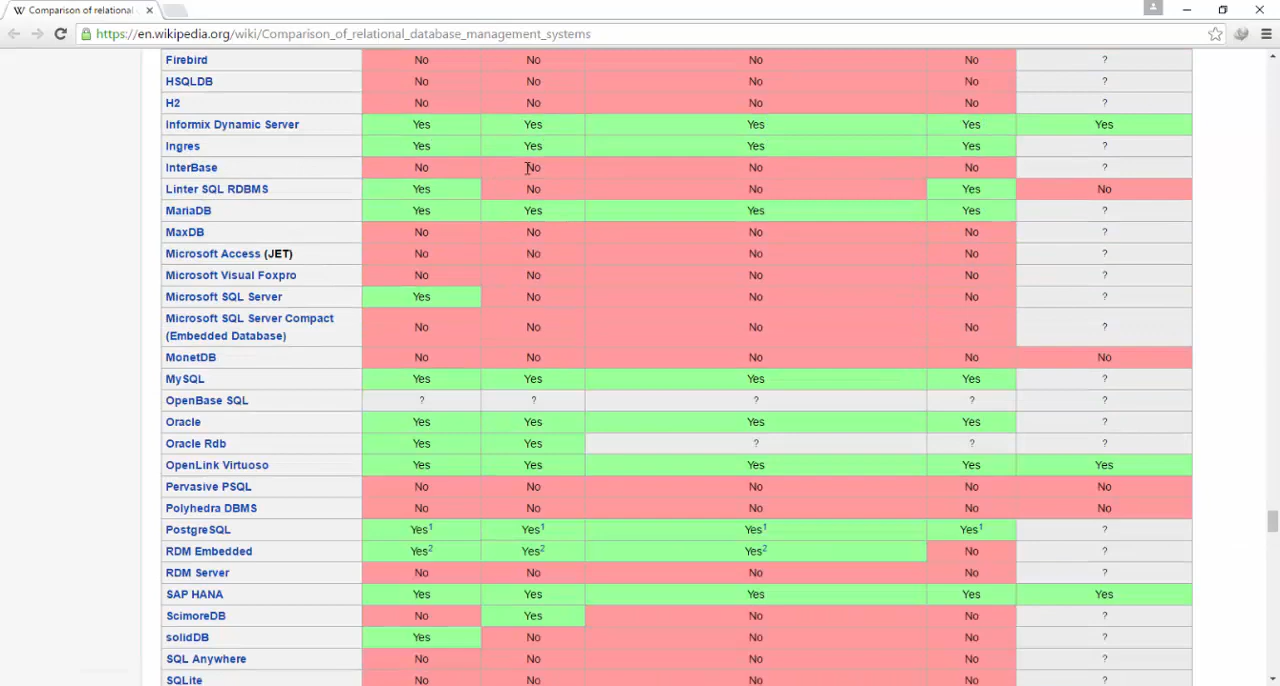 Comparison of relational
https://en.wikipedia.org/wiki/Comparison_of_relational_database_management_systems
Firebird No No No No ?
HSQLDB No No No No ?
H2 No No No No ?
Informix Dynamic Server Yes Yes Yes Yes Yes
Ingres Yes Yes Yes Yes ?
InterBase No No No No ?
Linter SQL RDBMS Yes No No Yes No
MariaDB Yes Yes Yes Yes ?
MaxDB No No No No ?
Microsoft Access (JET) No No No No ?
Microsoft Visual Foxpro No No No No ?
Microsoft SQL Server Yes No No No ?
Microsoft SQL Server Compact
(Embedded Database) No No No No ?
MonetDB No No No No No
MySQL Yes Yes Yes Yes ?
OpenBase SQL ? ? ? ? ?
Oracle Yes Yes Yes Yes ?
Oracle Rdb Yes Yes ? ? ?
OpenLink Virtuoso Yes Yes Yes Yes Yes
Pervasive PSQL No No No No No
Polyhedra DBMS No No No No No
PostgreSQL Yes1 Yes1 Yes1 Yes1 ?
RDM Embedded Yes2 Yes2 Yes2 No ?
RDM Server No No No No ?
SAP HANA Yes Yes Yes Yes Yes
ScimoreDB No Yes No No ?
solidDB Yes No No No ?
SQL Anywhere No No No No ?
SQLite No No No No ?